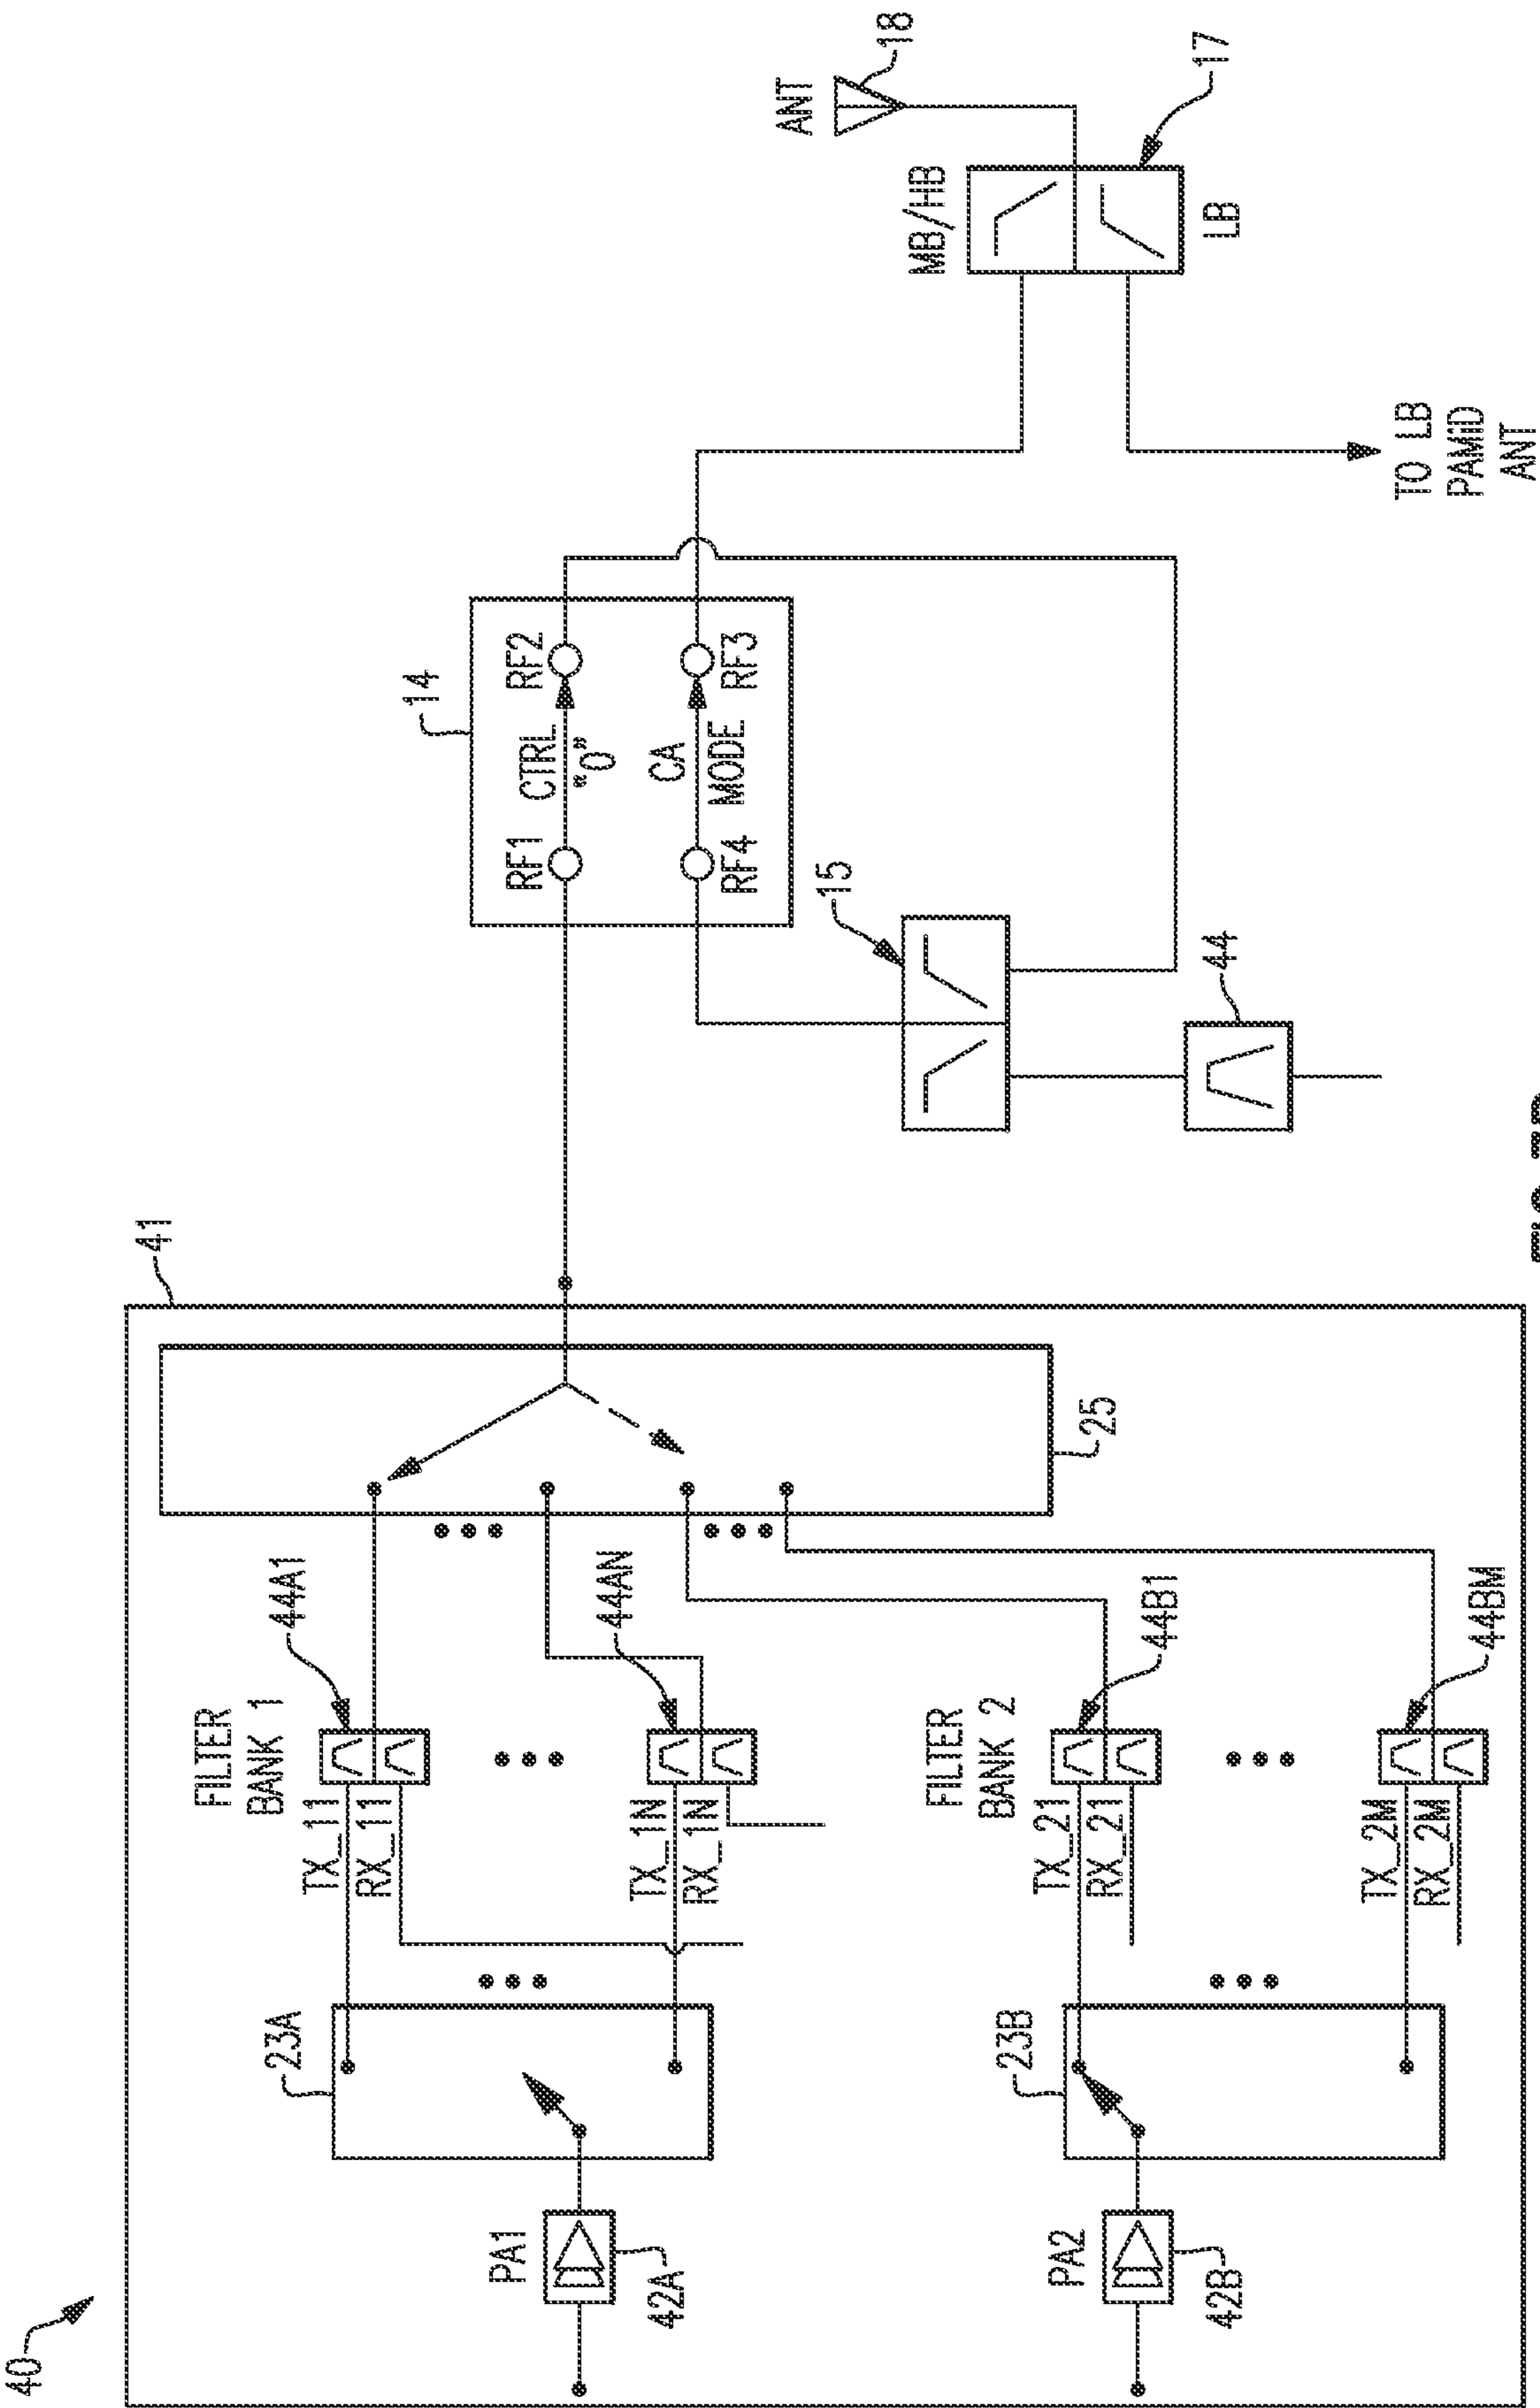 40
41
PA1
42A
23A
FILTER
BANK 1
TX_11
RX_11
44A1
TX_1N
RX_1N
44AN
PA2
42B
23B
FILTER
BANK 2
TX_21
RX_21
44B1
TX_2M
RX_2M
44BM
25
14
RF1
CTRL
"0"
RF2
RF4
CA
MODE
RF3
15
44
ANT
18
MB/HB
LB
17
TO LB
PAMiD
ANT